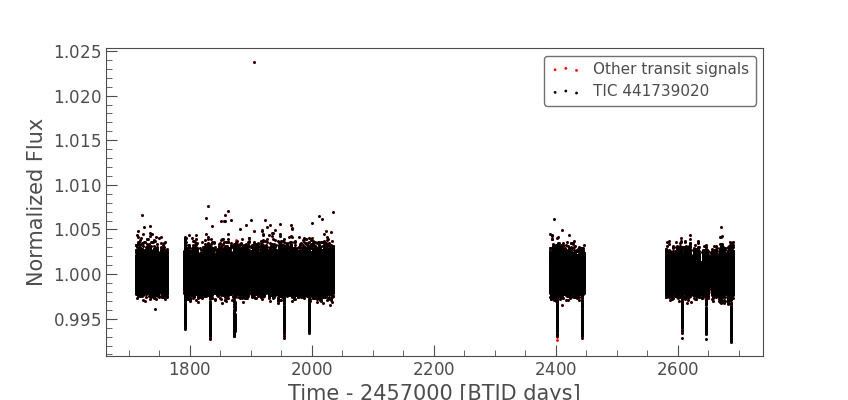 1.025
1.020
1.015
1.010
1.005
1.000
0.995
Normalized Flux
Other transit signals
TIC 441739020
1800 2000 2200 2400 2600
Time - 2457000 [BTJD days]